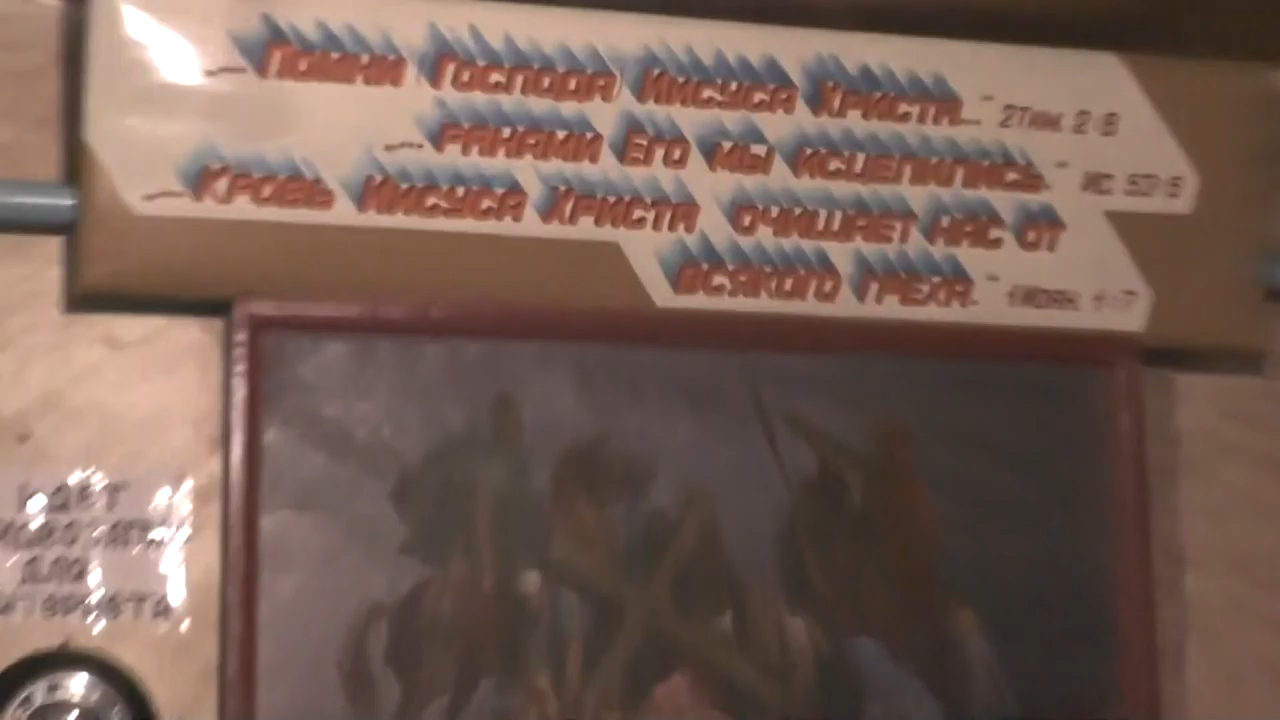 ...Помни Господа Иисуса Христа..." 2Тим. 2 8
...ранами Его мы исцелились." Ис. 53 5
...Кровь Иисуса Христа очищает нас от
всякого греха." 1Иоан. 1-7
идёт
для